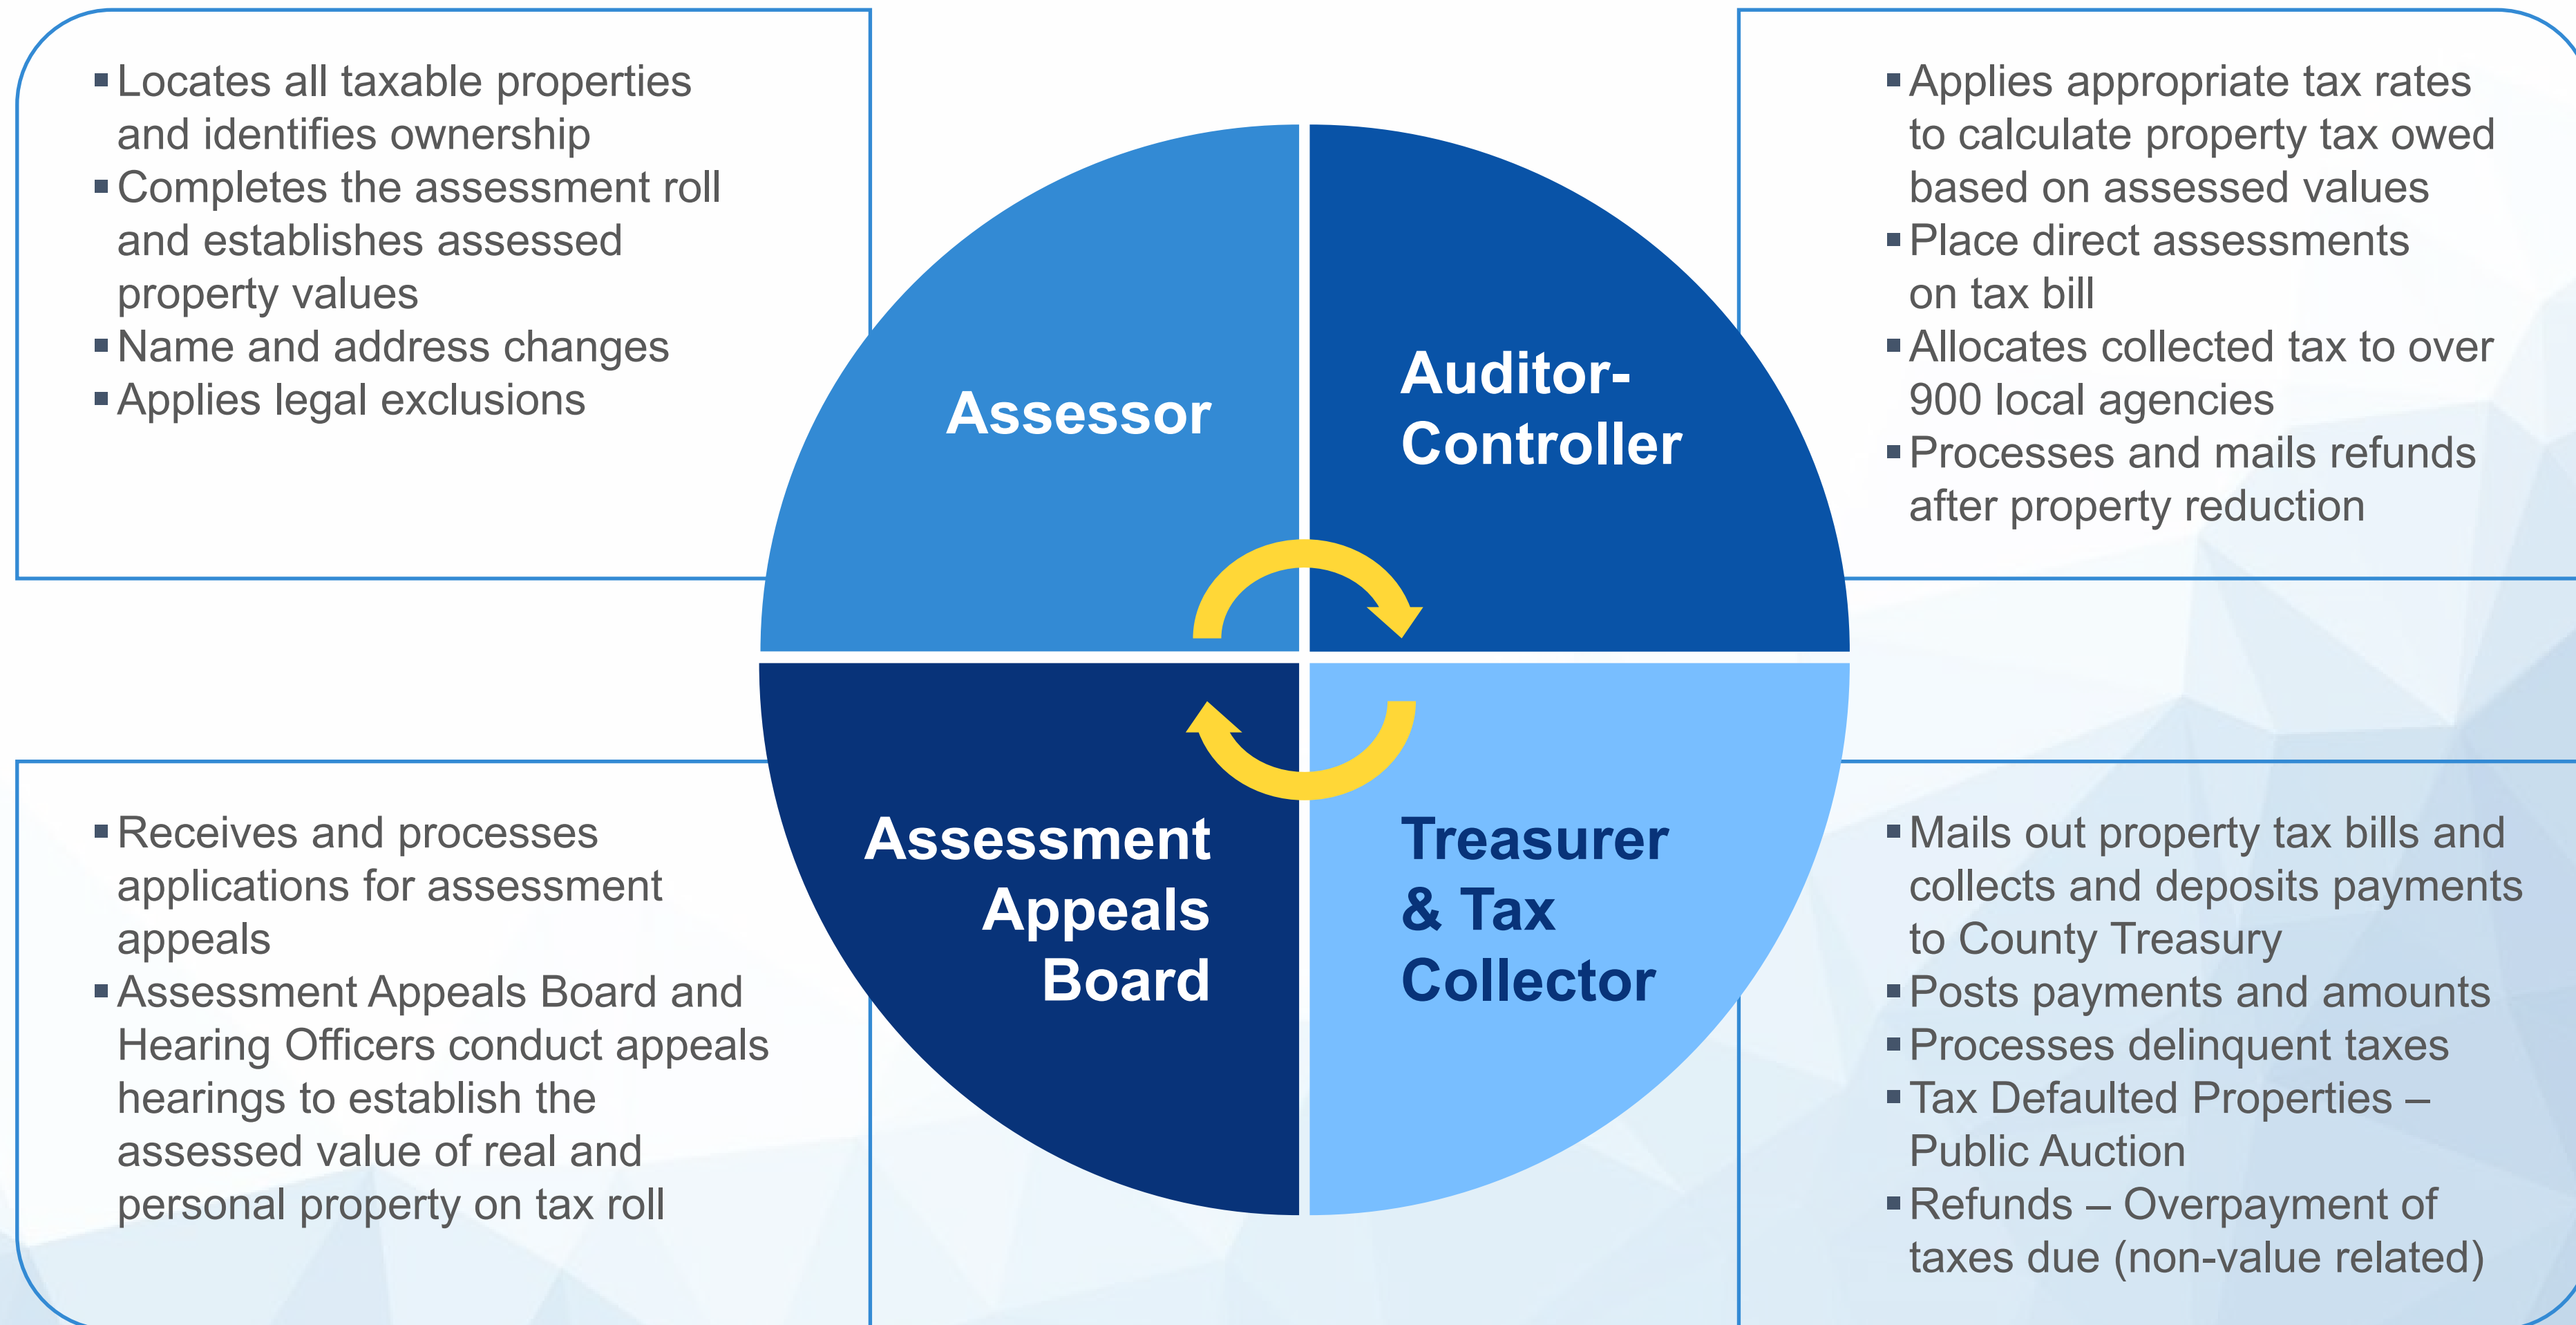 ▪Locates all taxable properties
and identifies ownership
▪Completes the assessment roll
and establishes assessed
property values
▪Name and address changes
▪Applies legal exclusions
Assessor
Auditor-
Controller
▪Applies appropriate tax rates
to calculate property tax owed
based on assessed values
▪Place direct assessments
on tax bill
▪Allocates collected tax to over
900 local agencies
▪Processes and mails refunds
after property reduction
▪Receives and processes
applications for assessment
appeals
▪Assessment Appeals Board and
Hearing Officers conduct appeals
hearings to establish the
assessed value of real and
personal property on tax roll
Assessment
Appeals
Board
Treasurer
& Tax
Collector
▪Mails out property tax bills and
collects and deposits payments
to County Treasury
▪Posts payments and amounts
▪Processes delinquent taxes
▪Tax Defaulted Properties –
Public Auction
▪Refunds – Overpayment of
taxes due (non-value related)